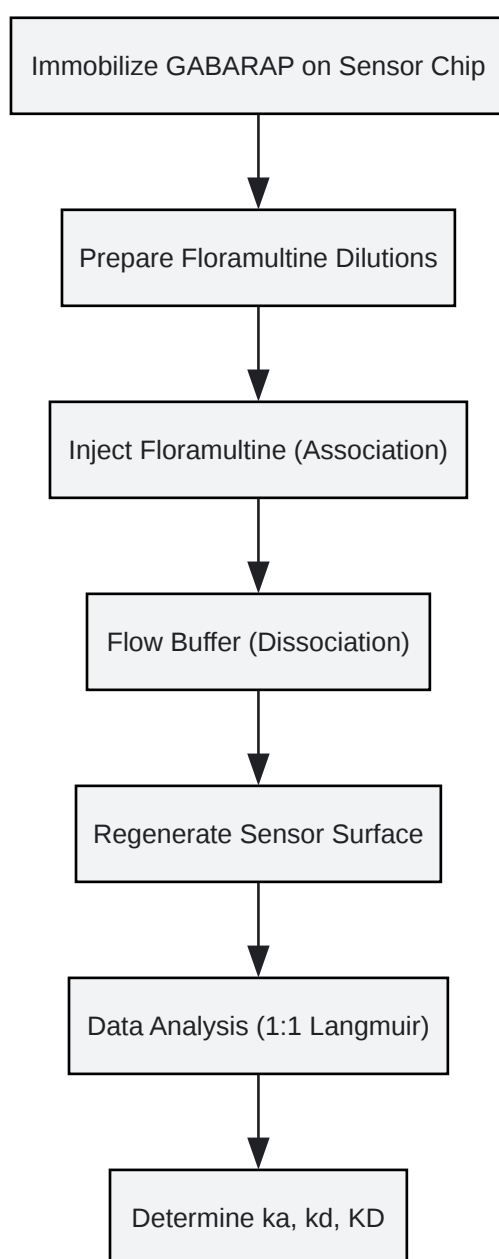 Immobilize GABARAP on Sensor Chip
Prepare Floramultine Dilutions
Inject Floramultine (Association)
Flow Buffer (Dissociation)
Regenerate Sensor Surface
Data Analysis (1:1 Langmuir)
Determine ka, kd, KD